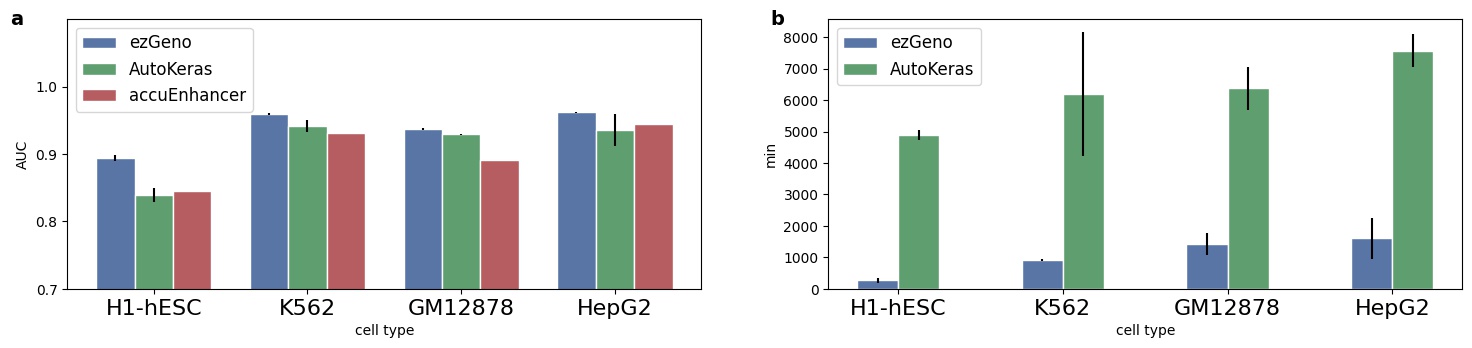 a
ezGeno
AutoKeras
accuEnhancer
AUC
1.0
0.9
0.8
0.7
H1-hESC K562 GM12878 HepG2
cell type
b
ezGeno
AutoKeras
min
8000
7000
6000
5000
4000
3000
2000
1000
0
H1-hESC K562 GM12878 HepG2
cell type